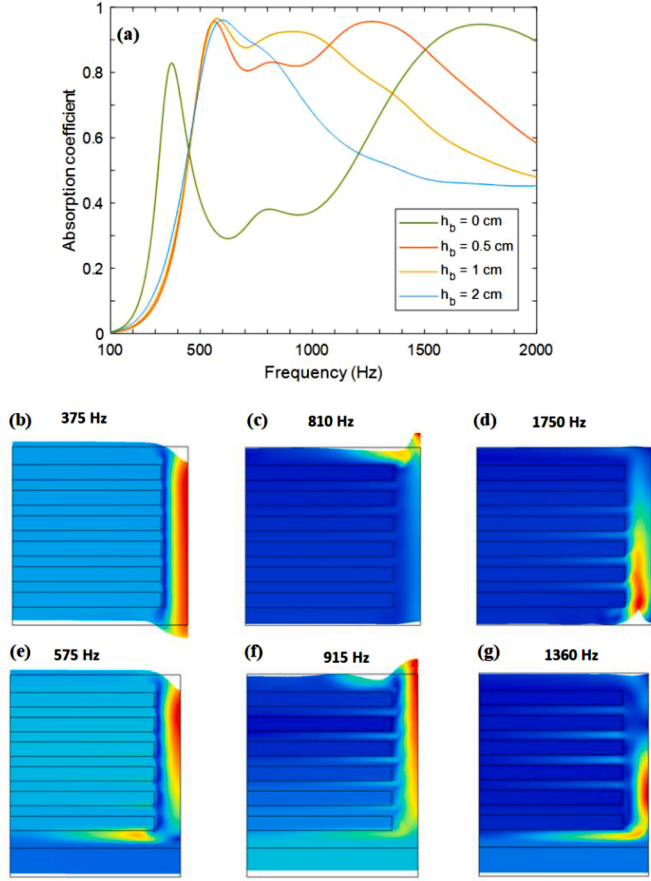 (a)
1
0.8
0.6
0.4
0.2
0
Absorption coefficient
h_b = 0 cm
h_b = 0.5 cm
h_b = 1 cm
h_b = 2 cm
100 500 1000 1500 2000
Frequency (Hz)
(b) 375 Hz (c) 810 Hz (d) 1750 Hz
(e) 575 Hz (f) 915 Hz (g) 1360 Hz